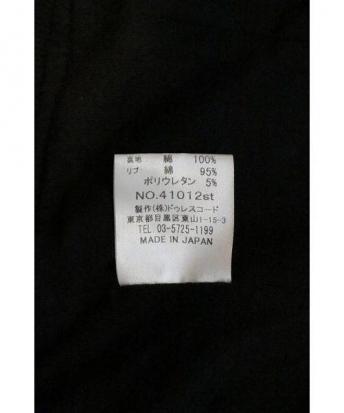 裏地 綿 100%
リブ 綿 95%
ポリウレタン 5%
NO.41012st
製作(株)ドゥレスコード
東京都目黒区東山1-15-3
TEL 03-5725-1199
MADE IN JAPAN